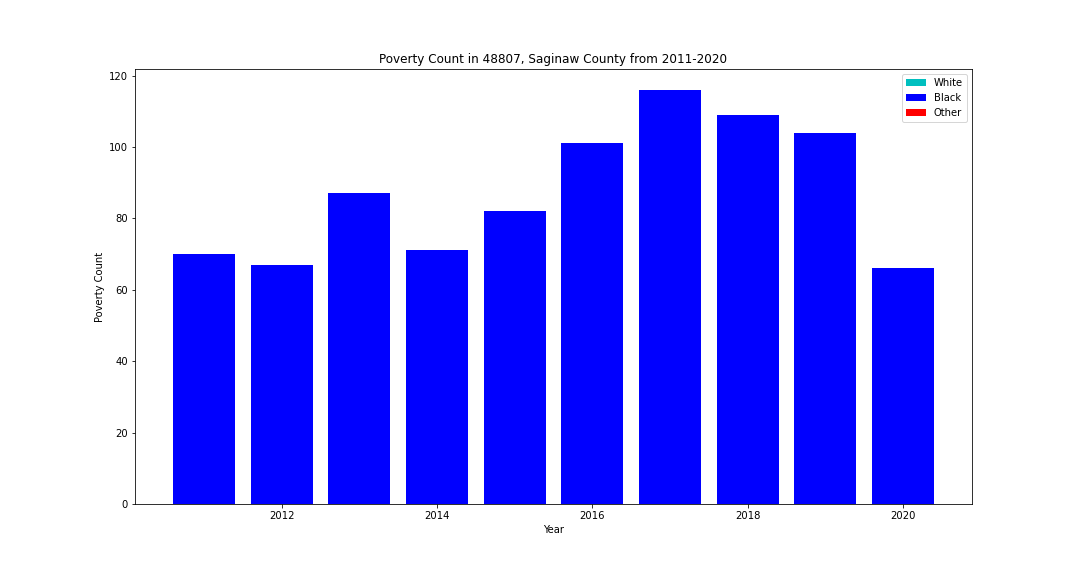 Poverty Count in 48807, Saginaw County from 2011-2020
White
Black
Other
120
100
80
60
40
20
0
Poverty Count
2012 2014 2016 2018 2020
Year